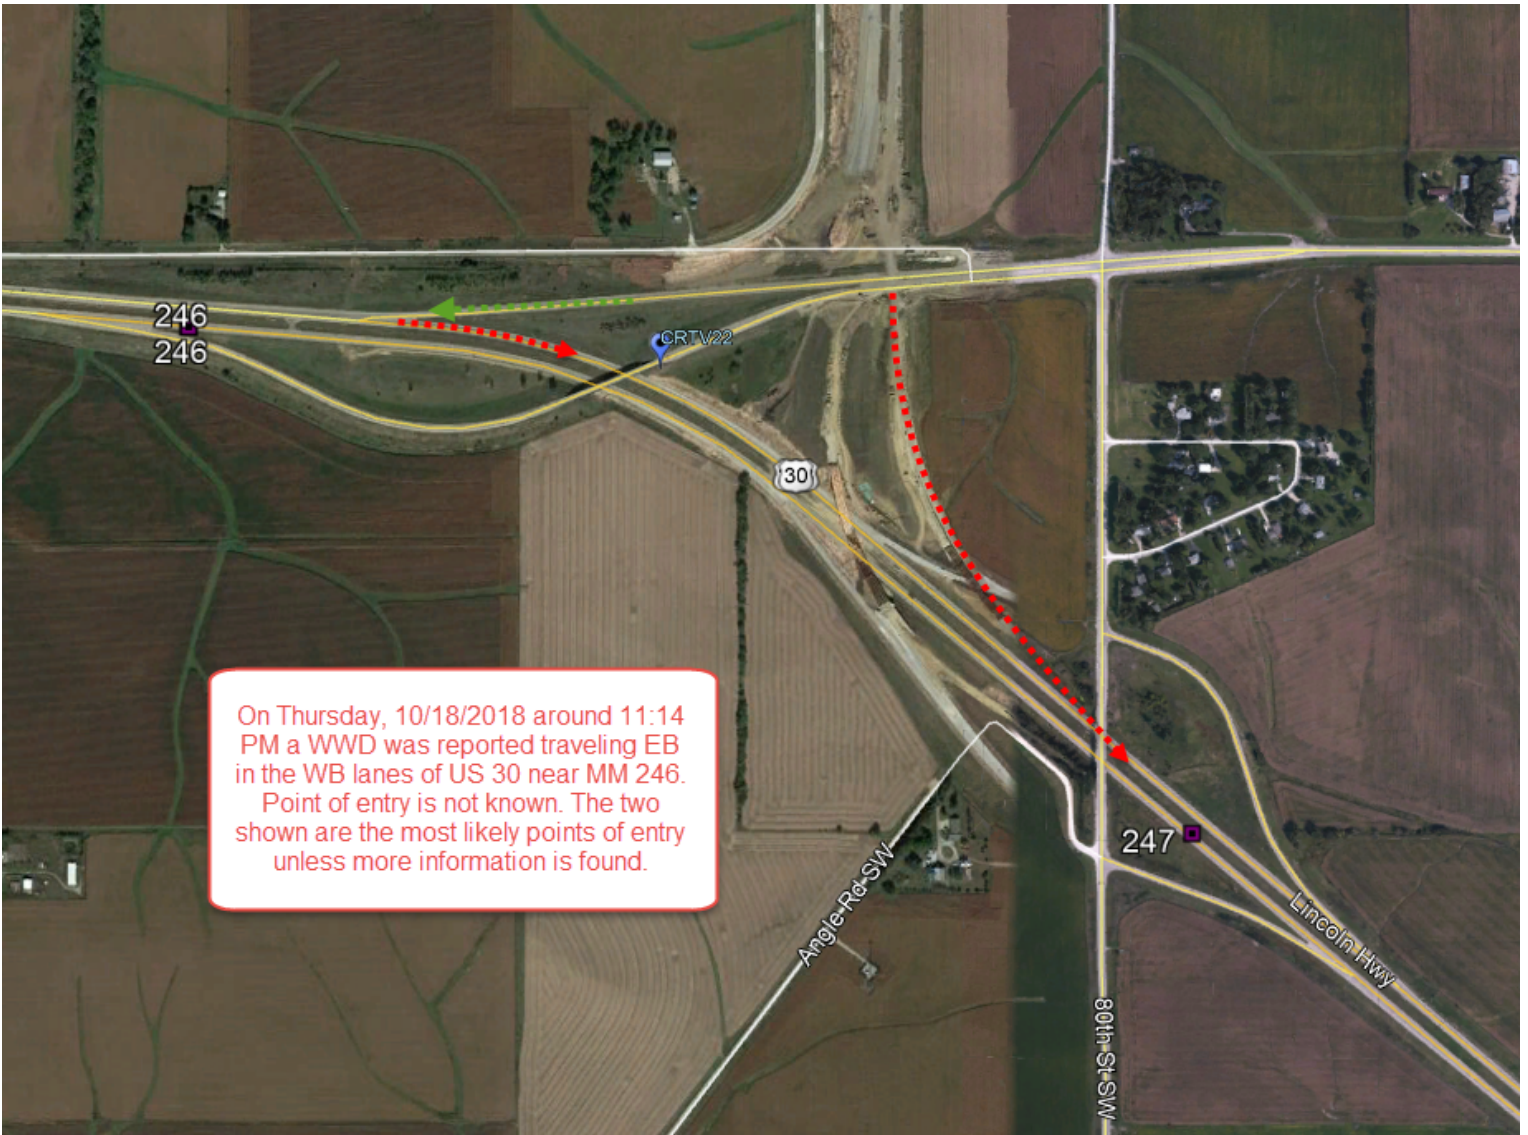 246
246
CRTV22
30
On Thursday, 10/18/2018 around 11:14
PM a WWD was reported traveling EB
in the WB lanes of US 30 near MM 246.
Point of entry is not known. The two
shown are the most likely points of entry
unless more information is found.
247
Angle Rd SW
Lincoln Hwy
80th St SW